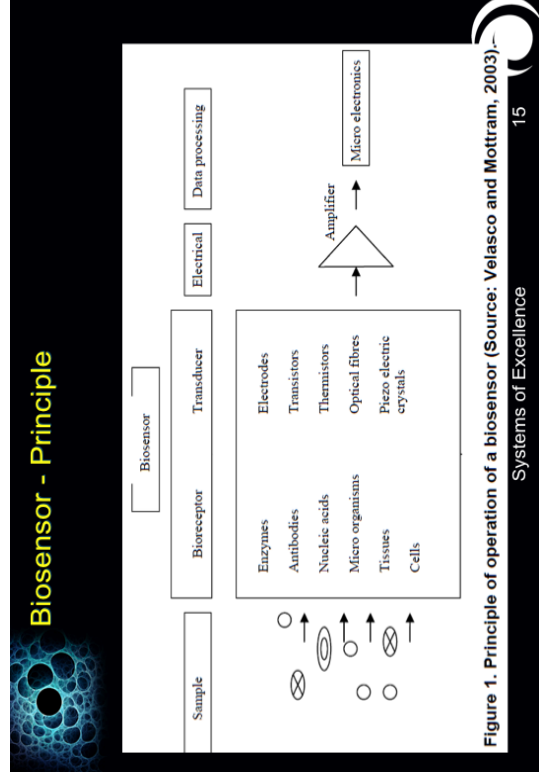 Biosensor - Principle
Biosensor
Sample
Bioreceptor
Transducer
Electrical
Data processing
Enzymes
Antibodies
Nucleic acids
Micro organisms
Tissues
Cells
Electrodes
Transistors
Thermistors
Optical fibres
Piezo electric
crystals
Amplifier
Micro electronics
Figure 1. Principle of operation of a biosensor (Source: Velasco and Mottram, 2003).
Systems of Excellence
15